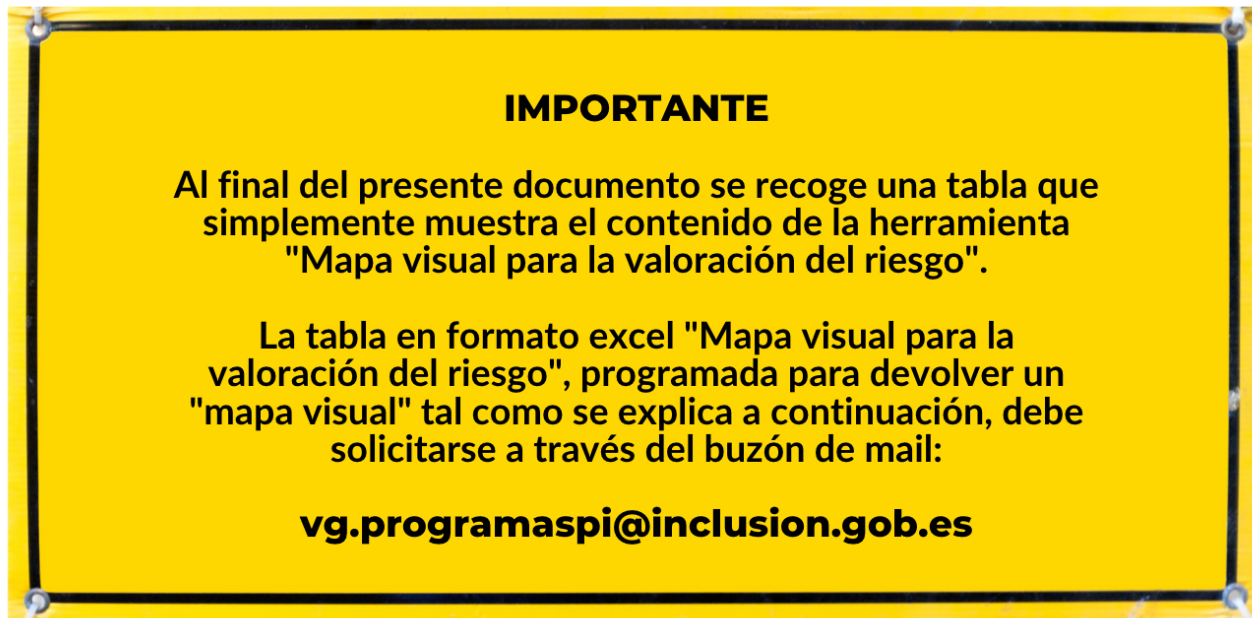 IMPORTANTE
Al final del presente documento se recoge una tabla que
simplemente muestra el contenido de la herramienta
"Mapa visual para la valoración del riesgo".
La tabla en formato excel "Mapa visual para la
valoración del riesgo", programada para devolver un
"mapa visual" tal como se explica a continuación, debe
solicitarse a través del buzón de mail:
vg.programaspi@inclusion.gob.es